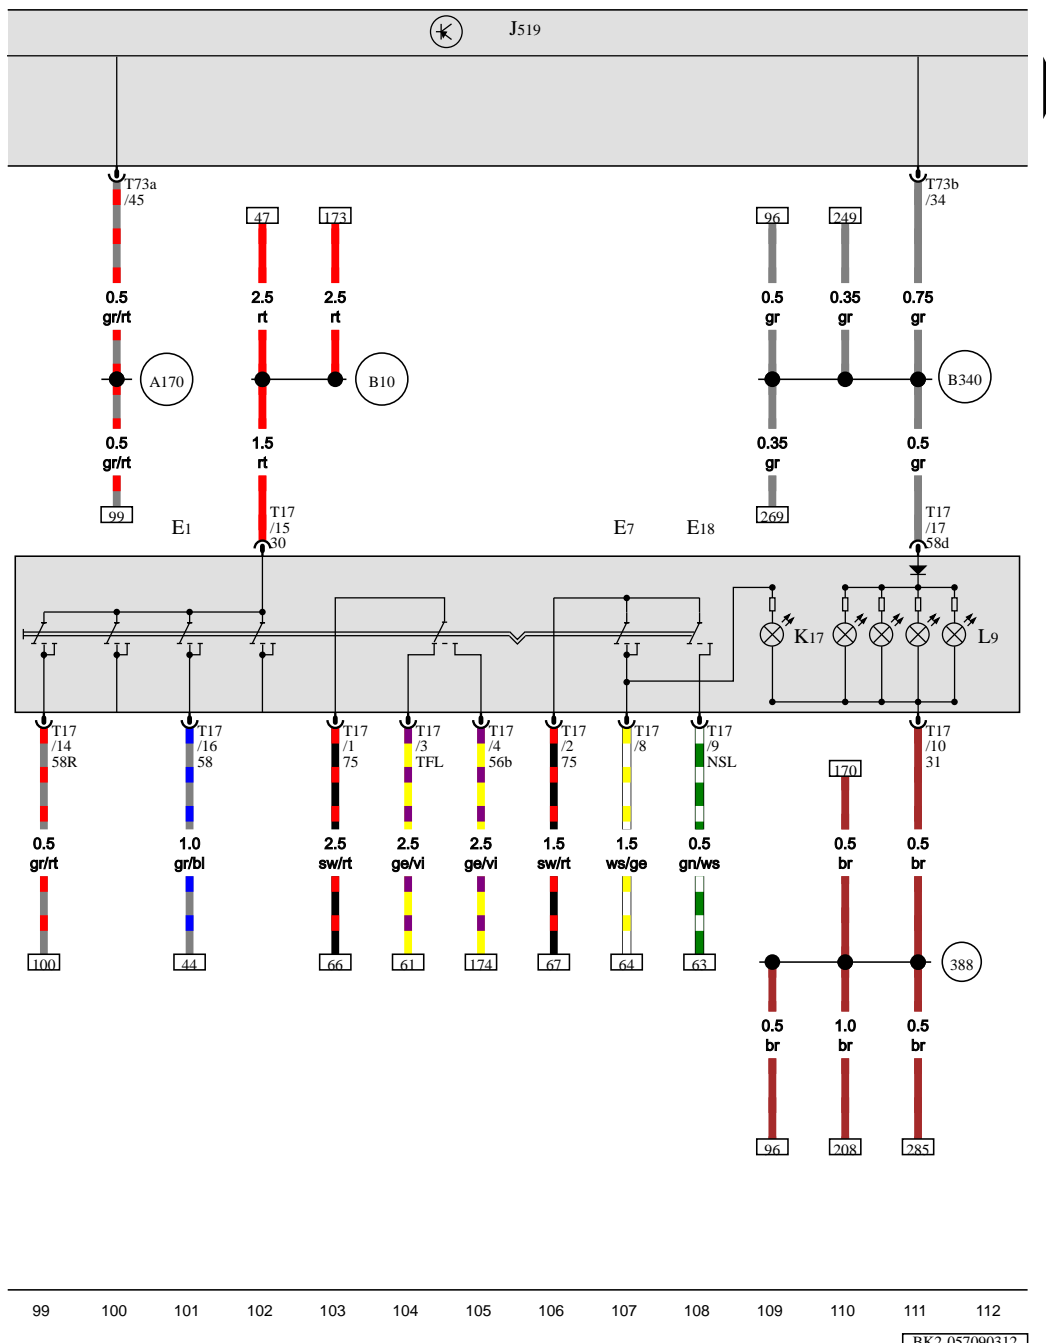 J519
T73a
/45
T73b
/34
47
173
96
249
0.5
gr/rt
2.5
rt
2.5
rt
0.5
gr
0.35
gr
0.75
gr
A170
B10
B340
0.5
gr/rt
1.5
rt
0.35
gr
0.5
gr
99
269
E1
T17
/15
30
E7
E18
T17
/17
58d
K17
L9
T17
/14
58R
T17
/16
58
T17
/1
75
T17
/3
TFL
T17
/4
56b
T17
/2
75
T17
/8
T17
/9
NSL
T17
/10
31
170
0.5
gr/rt
1.0
gr/bl
2.5
sw/rt
2.5
ge/vi
2.5
ge/vi
1.5
sw/rt
1.5
ws/ge
0.5
gn/ws
0.5
br
0.5
br
100
44
66
61
174
67
64
63
388
0.5
br
1.0
br
0.5
br
96
208
285
99 100 101 102 103 104 105 106 107 108 109 110 111 112
BK2-057090312